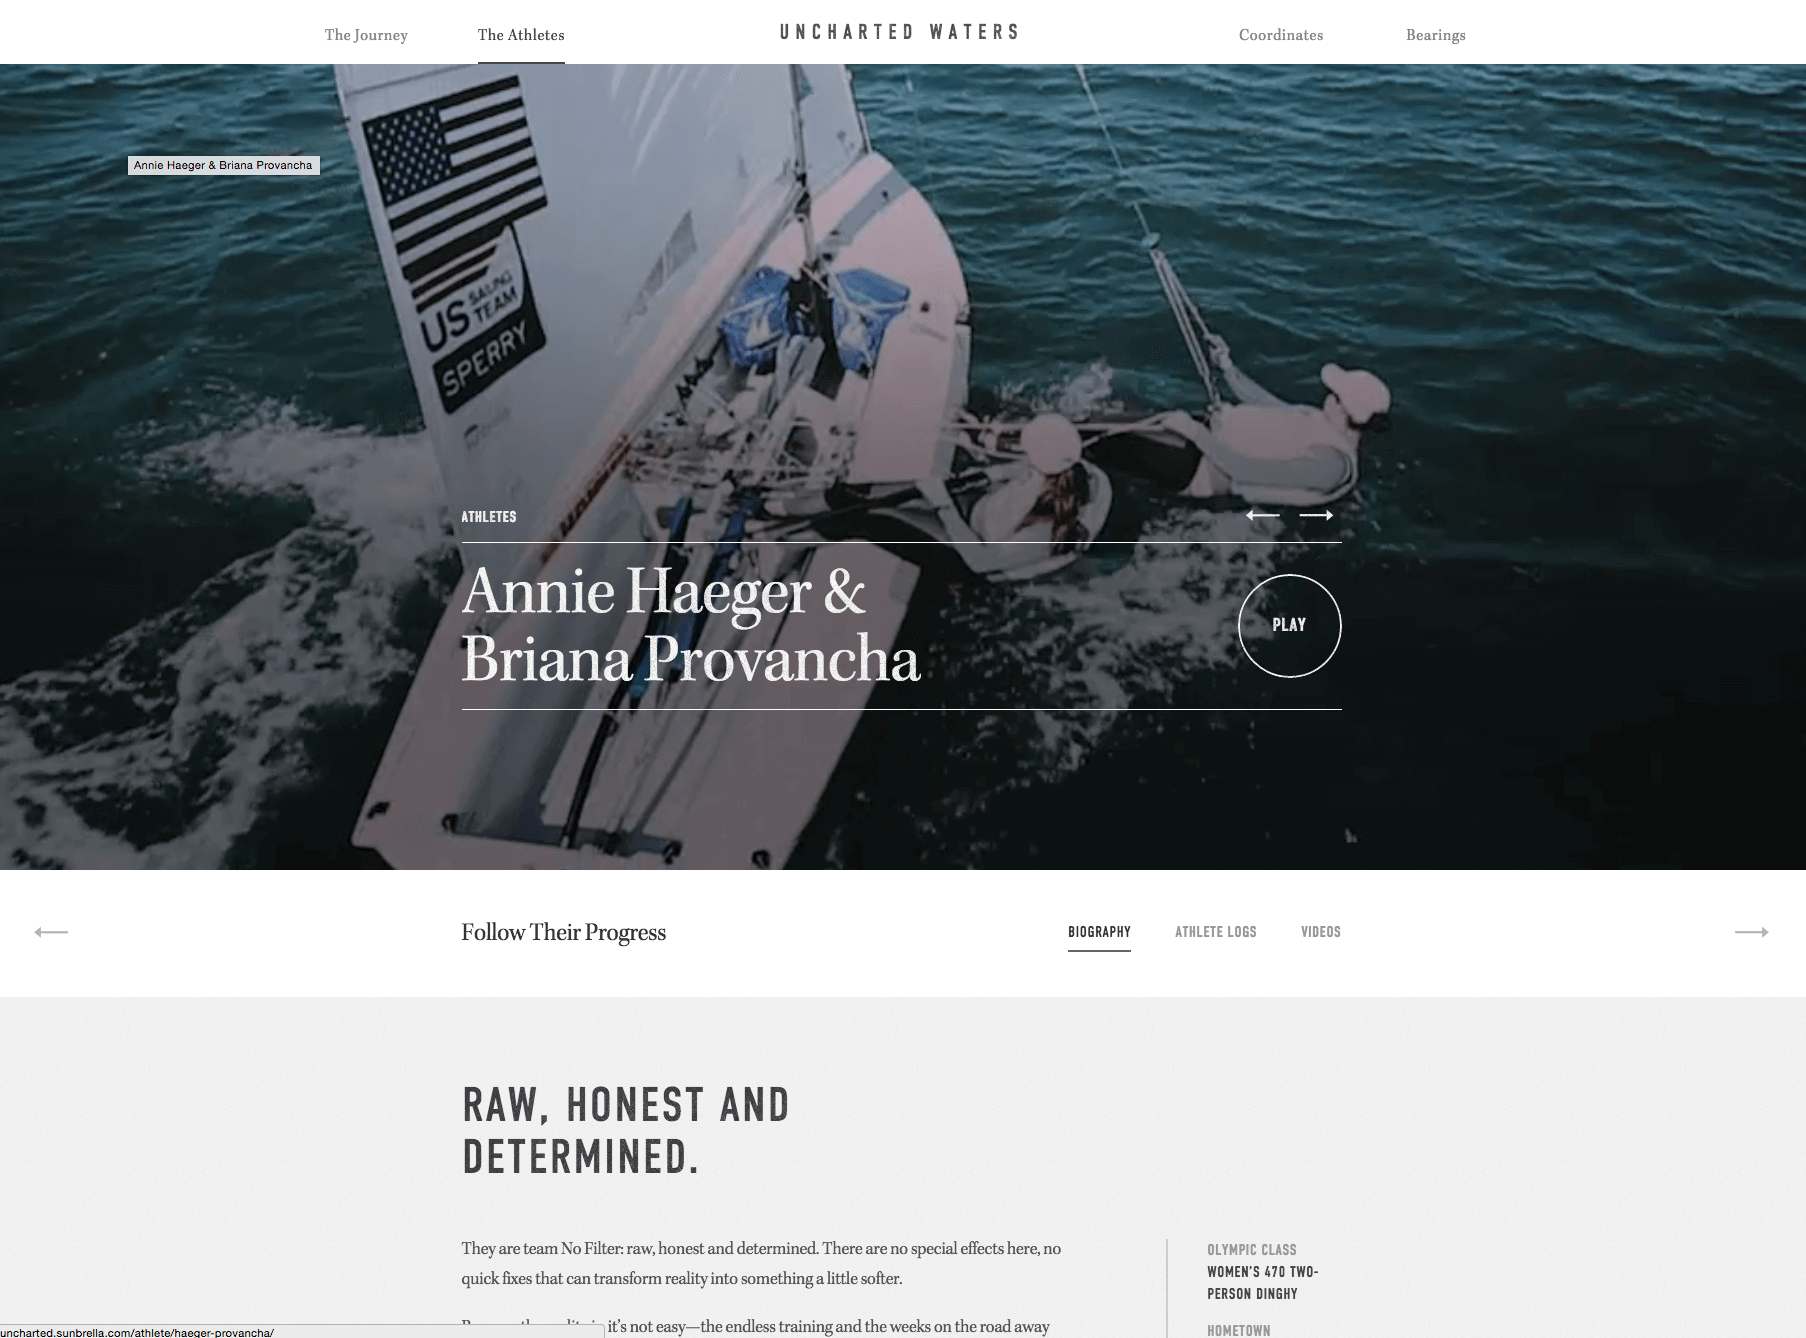 The Journey
The Athletes
UNCHARTED WATERS
Coordinates
Bearings
Annie Haeger & Briana Provancha
US SAILING
TEAM
SPERRY
ATHLETES
Annie Haeger &
Briana Provancha
PLAY
Follow Their Progress
BIOGRAPHY
ATHLETE LOGS
VIDEOS
RAW, HONEST AND
DETERMINED.
They are team No Filter: raw, honest and determined. There are no special effects here, no
quick fixes that can transform reality into something a little softer.
it's not easy—the endless training and the weeks on the road away
OLYMPIC CLASS
WOMEN'S 470 TWO-
PERSON DINGHY
HOMETOWN
uncharted.sunbrella.com/athlete/haeger-provancha/